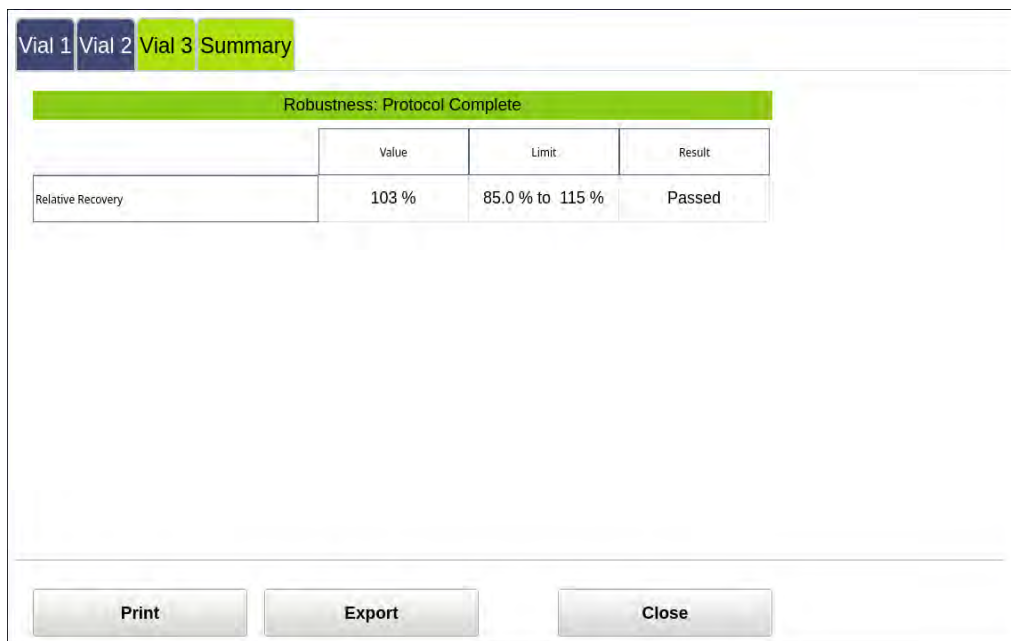 Vial 1 Vial 2 Vial 3 Summary
Robustness: Protocol Complete
Value Limit Result
Relative Recovery 103 % 85.0 % to 115 % Passed
Print Export Close